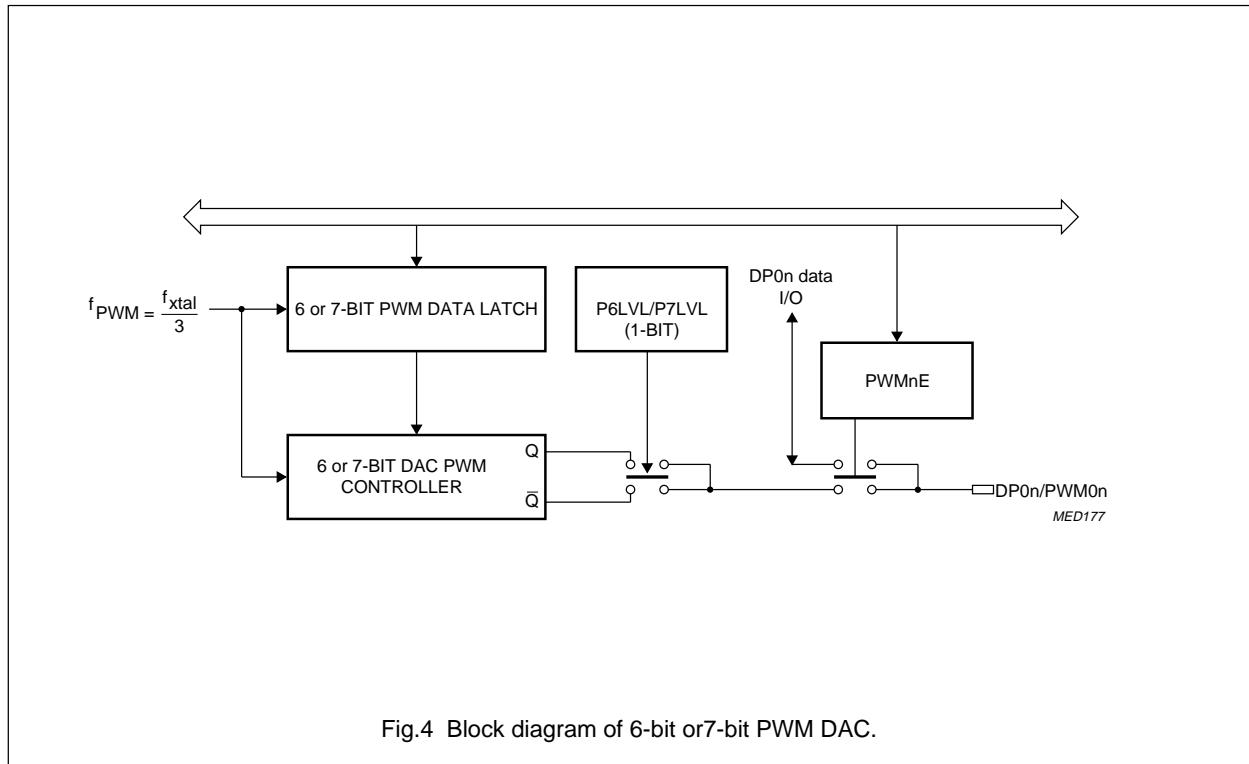 f PWM = fxtal
3
6 or 7-BIT PWM DATA LATCH
P6LVL/P7LVL
(1-BIT)
DP0n data
I/O
PWMnE
6 or 7-BIT DAC PWM
CONTROLLER
Q
Q̅
DP0n/PWM0n
MED177
Fig.4 Block diagram of 6-bit or7-bit PWM DAC.